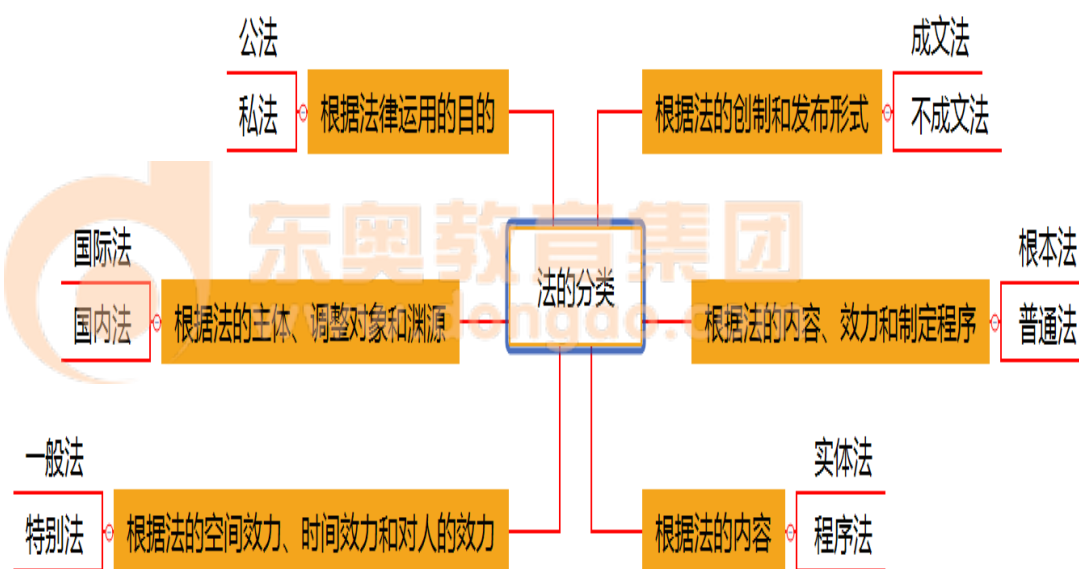 公法
私法
根据法律运用的目的
成文法
不成文法
根据法的创制和发布形式
东奥教育集团
www.dongao.com
法的分类
国际法
国内法
根据法的主体、调整对象和渊源
根本法
普通法
根据法的内容、效力和制定程序
一般法
特别法
根据法的空间效力、时间效力和对人的效力
实体法
程序法
根据法的内容